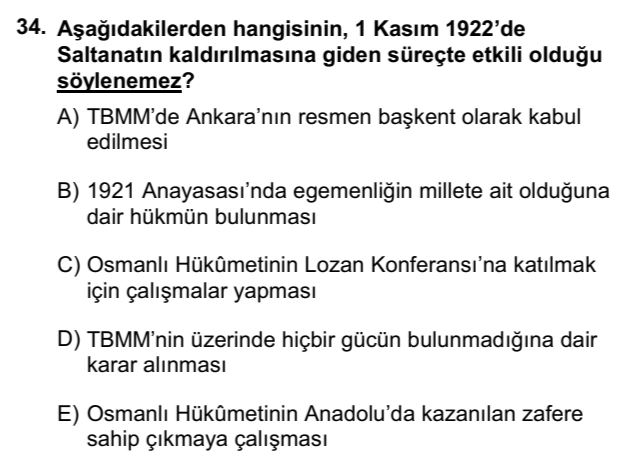 34. Aşağıdakilerden hangisinin, 1 Kasım 1922’de
Saltanatın kaldırılmasına giden süreçte etkili olduğu
söylenemez?
A) TBMM’de Ankara’nın resmen başkent olarak kabul
edilmesi
B) 1921 Anayasası’nda egemenliğin millete ait olduğuna
dair hükmün bulunması
C) Osmanlı Hükûmetinin Lozan Konferansı’na katılmak
için çalışmalar yapması
D) TBMM’nin üzerinde hiçbir gücün bulunmadığına dair
karar alınması
E) Osmanlı Hükûmetinin Anadolu’da kazanılan zafere
sahip çıkmaya çalışması